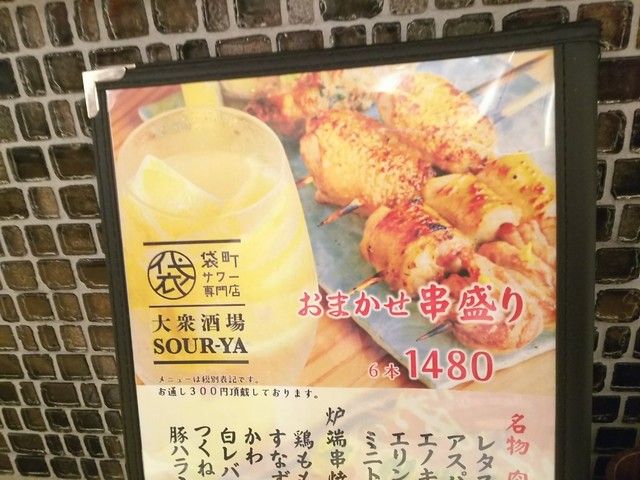 袋
袋町
サワー
専門店
大衆酒場
SOUR-YA
おまかせ串盛り
6本1480
メニューは税別表記です。
お通し300円頂戴しております。
名物
レタス
アスパ
エノキ
エリン
ミニト
炉端串焼
鶏もも
すなず
かわ
白レバ
つくね
豚ハラミ